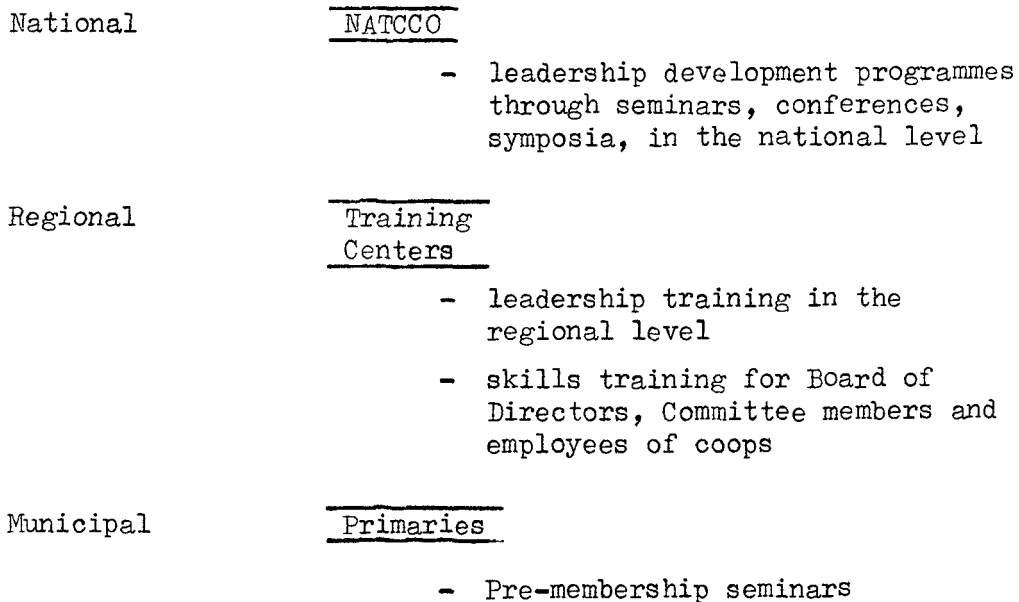 National NATCCO
- leadership development programmes
through seminars, conferences,
symposia, in the national level
Regional Training
Centers
- leadership training in the
regional level
- skills training for Board of
Directors, Committee members and
employees of coops
Municipal Primaries
- Pre-membership seminars